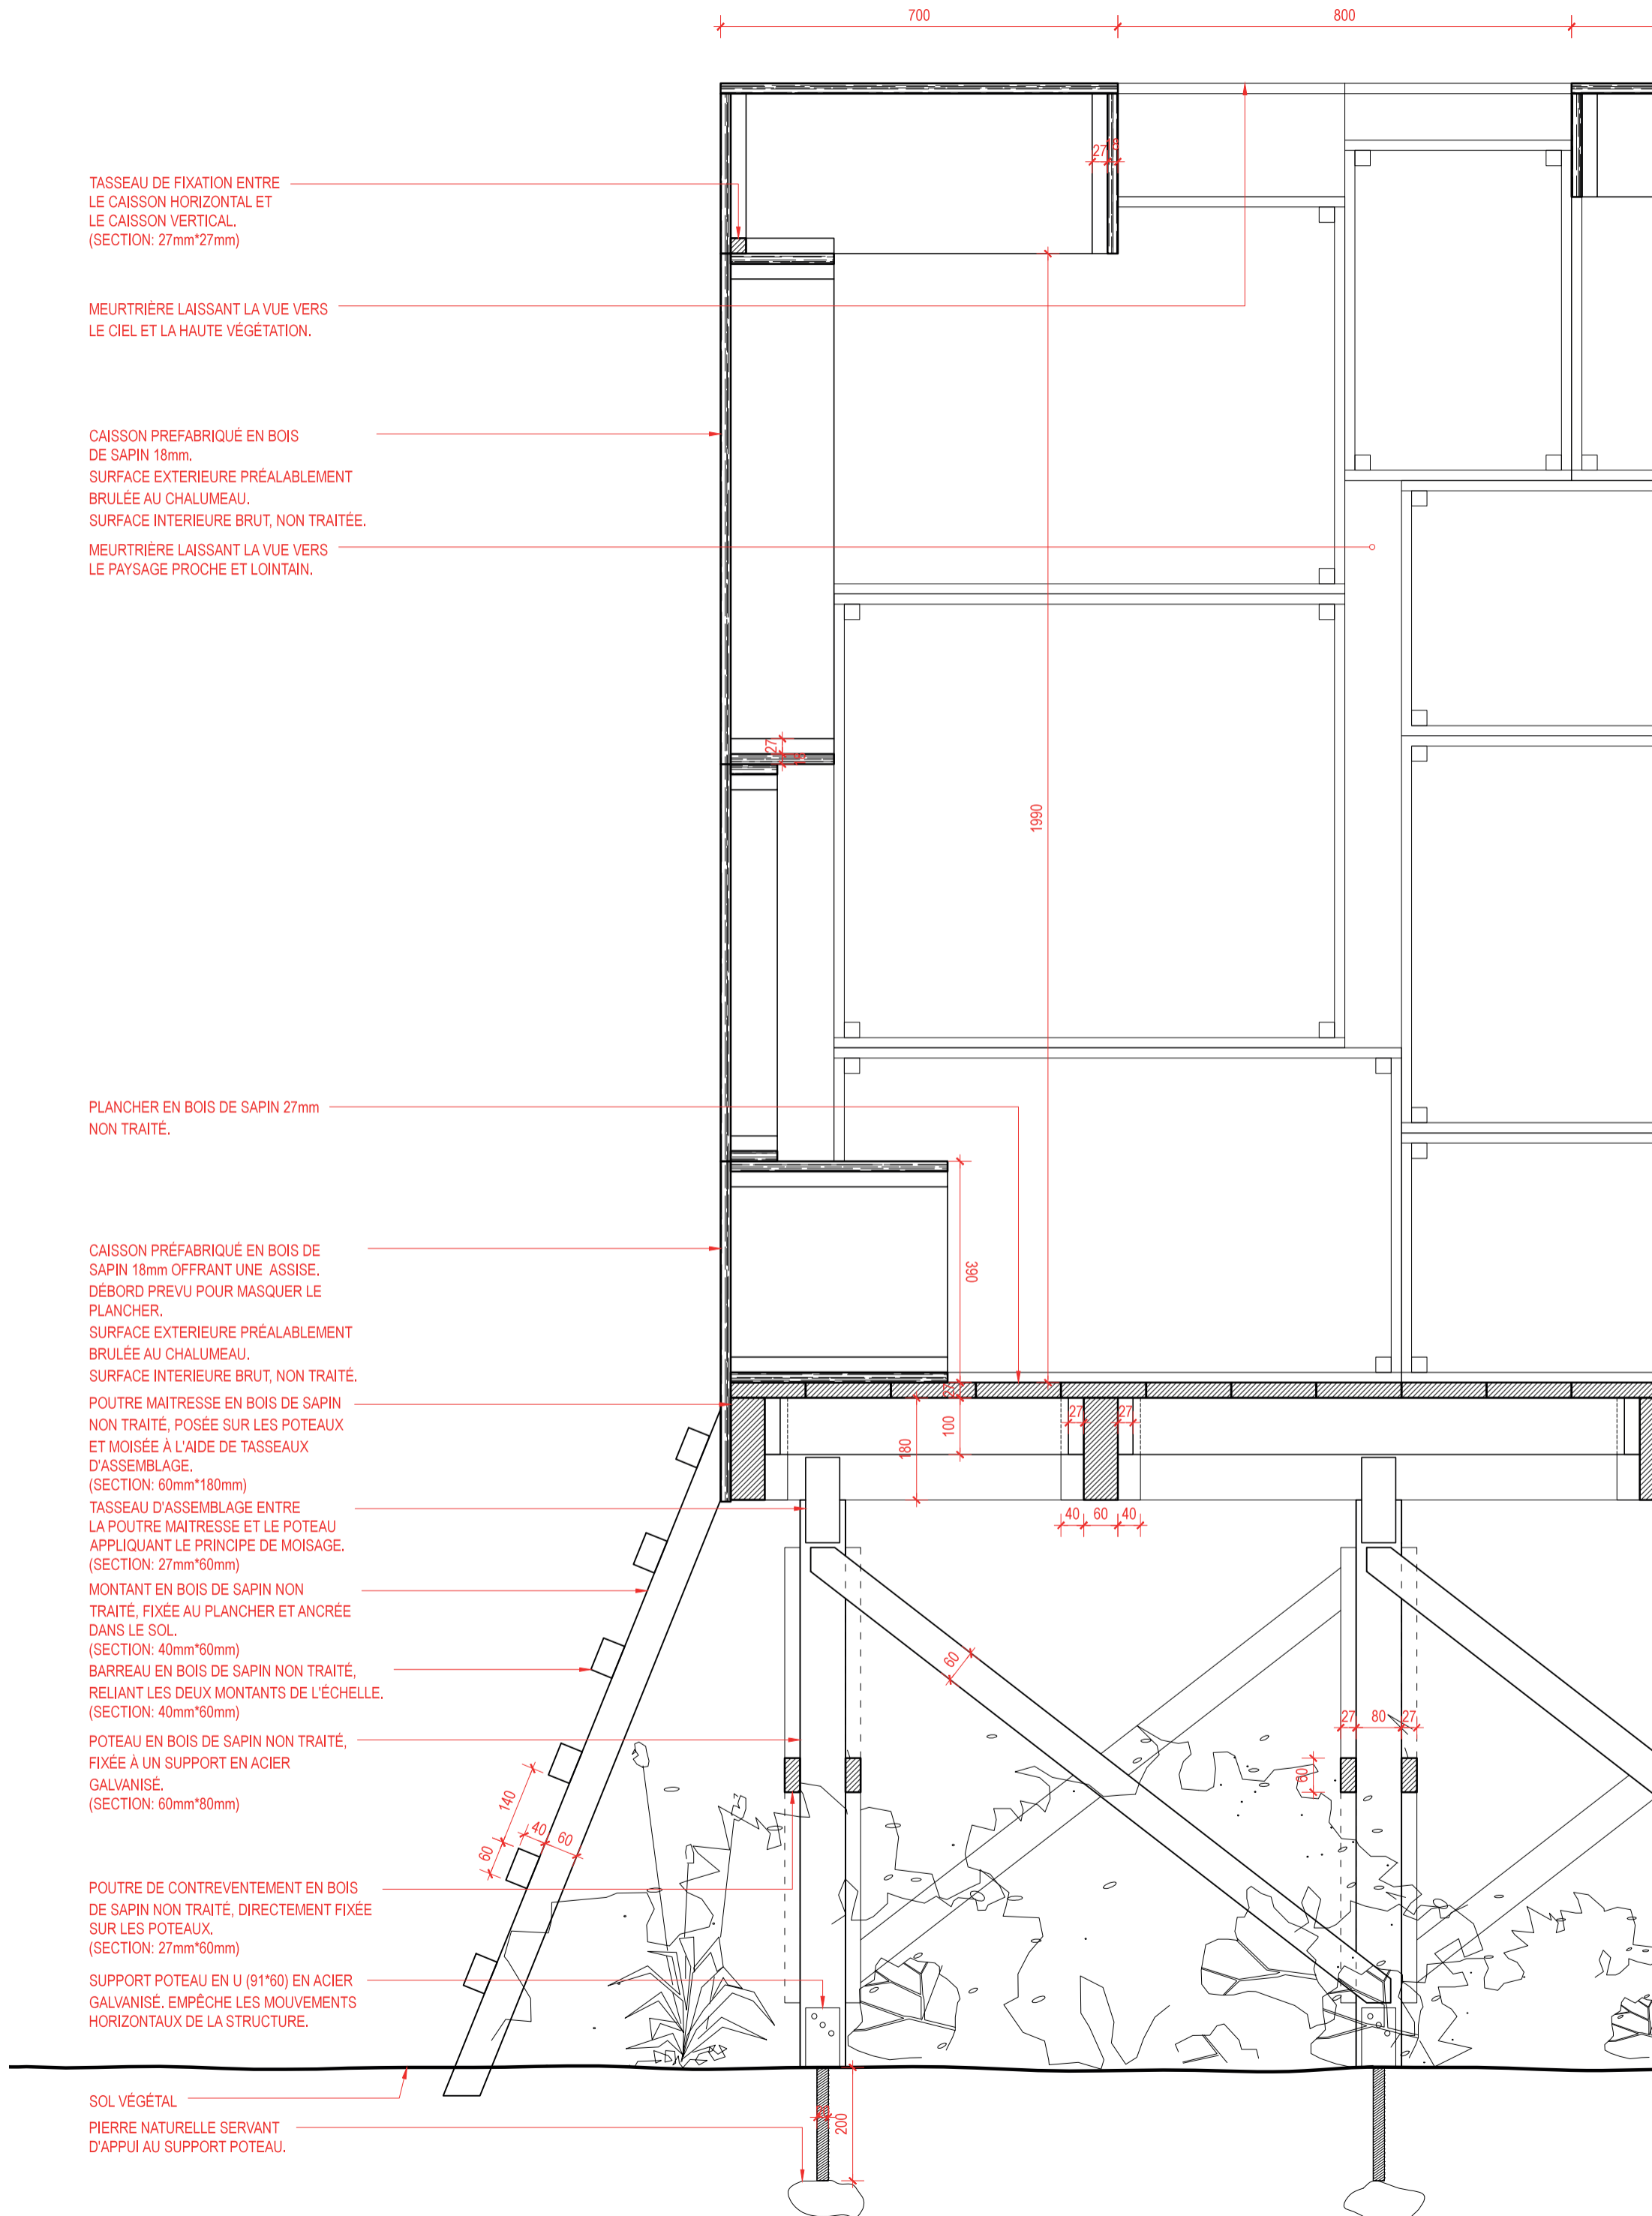 700
800
27
18
TASSEAU DE FIXATION ENTRE
LE CAISSON HORIZONTAL ET
LE CAISSON VERTICAL.
(SECTION: 27mm*27mm)
MEURTRIÈRE LAISSANT LA VUE VERS
LE CIEL ET LA HAUTE VÉGÉTATION.
CAISSON PREFABRIQUÉ EN BOIS
DE SAPIN 18mm.
SURFACE EXTERIEURE PRÉALABLEMENT
BRULÉE AU CHALUMEAU.
SURFACE INTERIEURE BRUT, NON TRAITÉE.
MEURTRIÈRE LAISSANT LA VUE VERS
LE PAYSAGE PROCHE ET LOINTAIN.
27
1990
PLANCHER EN BOIS DE SAPIN 27mm
NON TRAITÉ.
CAISSON PRÉFABRIQUÉ EN BOIS DE
SAPIN 18mm OFFRANT UNE ASSISE.
DÉBORD PREVU POUR MASQUER LE
PLANCHER.
SURFACE EXTERIEURE PRÉALABLEMENT
BRULÉE AU CHALUMEAU.
SURFACE INTERIEURE BRUT, NON TRAITÉ.
390
27
POUTRE MAITRESSE EN BOIS DE SAPIN
NON TRAITÉ, POSÉE SUR LES POTEAUX
ET MOISÉE À L'AIDE DE TASSEAUX
D'ASSEMBLAGE.
(SECTION: 60mm*180mm)
180
100
27
27
TASSEAU D'ASSEMBLAGE ENTRE
LA POUTRE MAITRESSE ET LE POTEAU
APPLIQUANT LE PRINCIPE DE MOISAGE.
(SECTION: 27mm*60mm)
40
60
40
MONTANT EN BOIS DE SAPIN NON
TRAITÉ, FIXÉE AU PLANCHER ET ANCRÉE
DANS LE SOL.
(SECTION: 40mm*60mm)
BARREAU EN BOIS DE SAPIN NON TRAITÉ,
RELIANT LES DEUX MONTANTS DE L'ÉCHELLE.
(SECTION: 40mm*60mm)
60
POTEAU EN BOIS DE SAPIN NON TRAITÉ,
FIXÉE À UN SUPPORT EN ACIER
GALVANISÉ.
(SECTION: 60mm*80mm)
27
80
27
60
140
60
40
60
POUTRE DE CONTREVENTEMENT EN BOIS
DE SAPIN NON TRAITÉ, DIRECTEMENT FIXÉE
SUR LES POTEAUX.
(SECTION: 27mm*60mm)
SUPPORT POTEAU EN U (91*60) EN ACIER
GALVANISÉ. EMPÊCHE LES MOUVEMENTS
HORIZONTAUX DE LA STRUCTURE.
SOL VÉGÉTAL
200
PIERRE NATURELLE SERVANT
D'APPUI AU SUPPORT POTEAU.